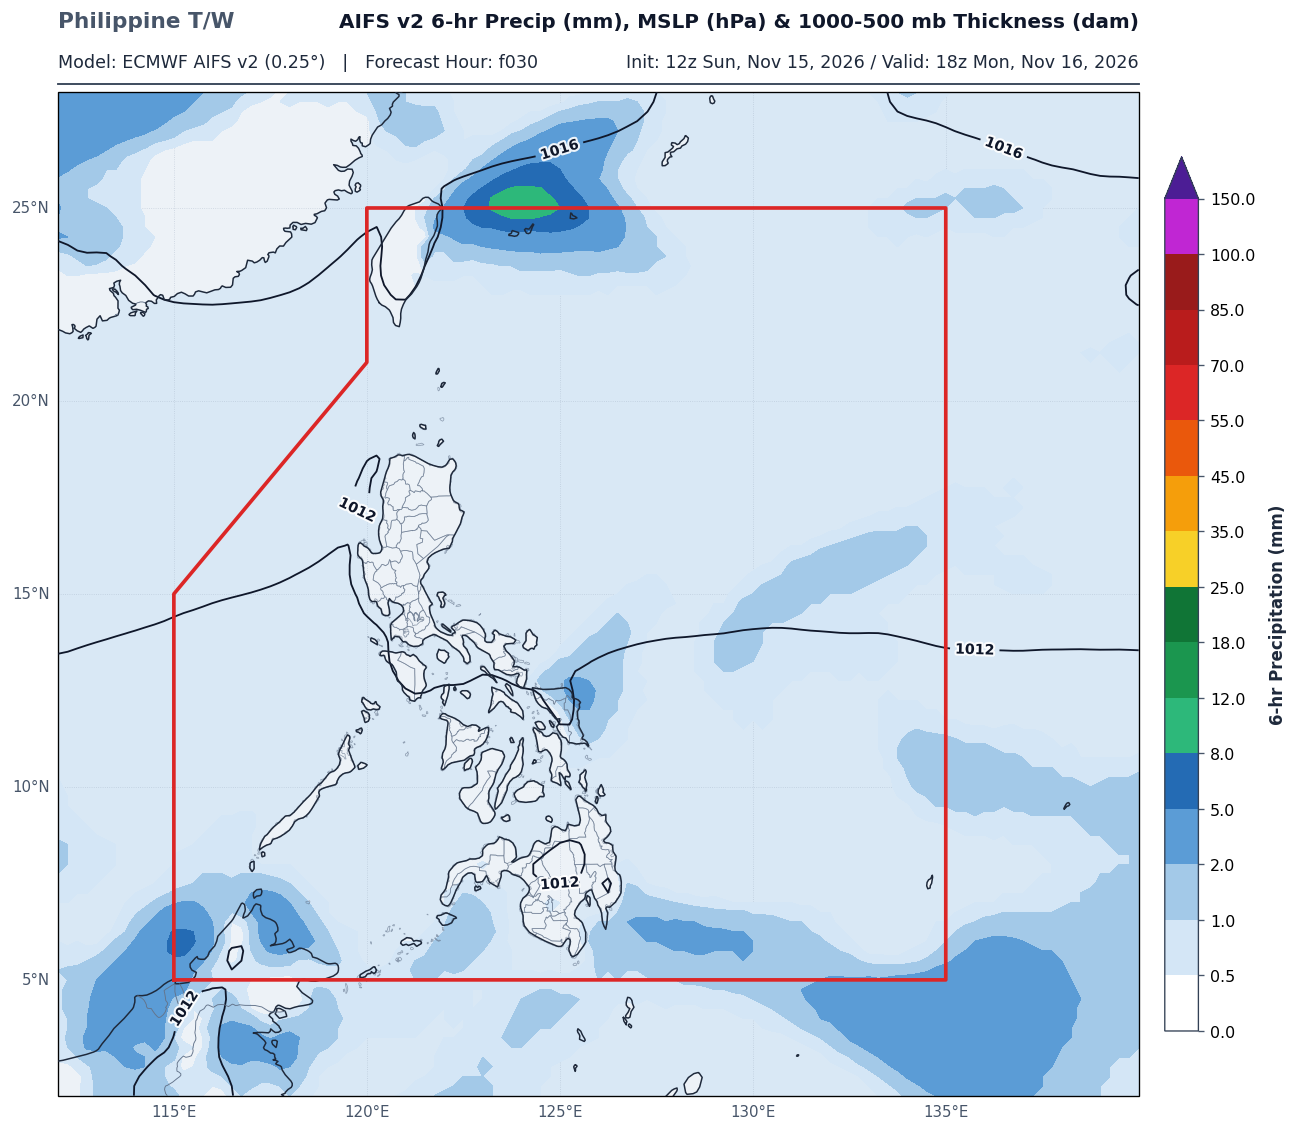 Philippine T/W
AIFS v2 6-hr Precip (mm), MSLP (hPa) & 1000-500 mb Thickness (dam)
Model: ECMWF AIFS v2 (0.25°)   |   Forecast Hour: f030
Init: 12z Sun, Nov 15, 2026 / Valid: 18z Mon, Nov 16, 2026
1016
1016
1012
1012
1012
1012
25°N
20°N
15°N
10°N
5°N
115°E
120°E
125°E
130°E
135°E
150.0
100.0
85.0
70.0
55.0
45.0
35.0
25.0
18.0
12.0
8.0
5.0
2.0
1.0
0.5
0.0
6-hr Precipitation (mm)